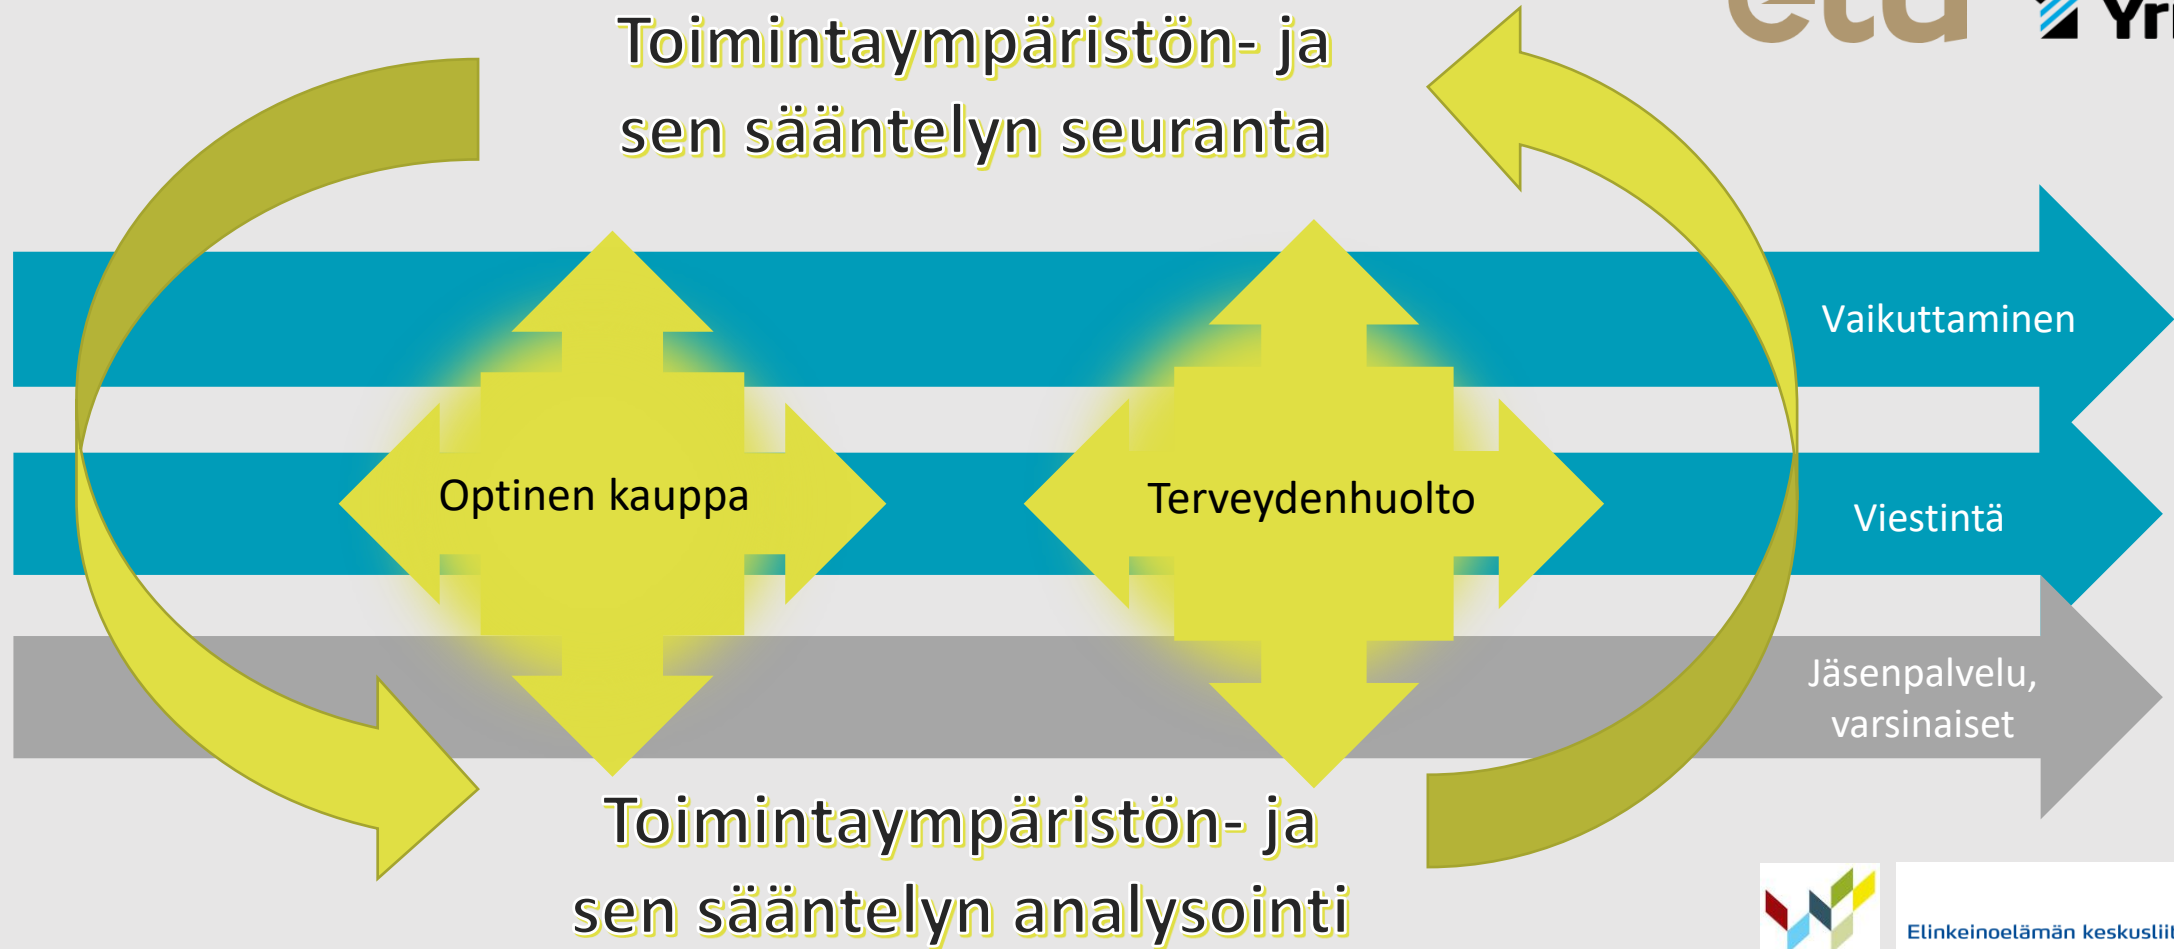 Toimintaympäristön- ja
sen sääntelyn seuranta
Vaikuttaminen
Optinen kauppa
Terveydenhuolto
Viestintä
Jäsenpalvelu,
varsinaiset
Toimintaympäristön- ja
sen sääntelyn analysointi